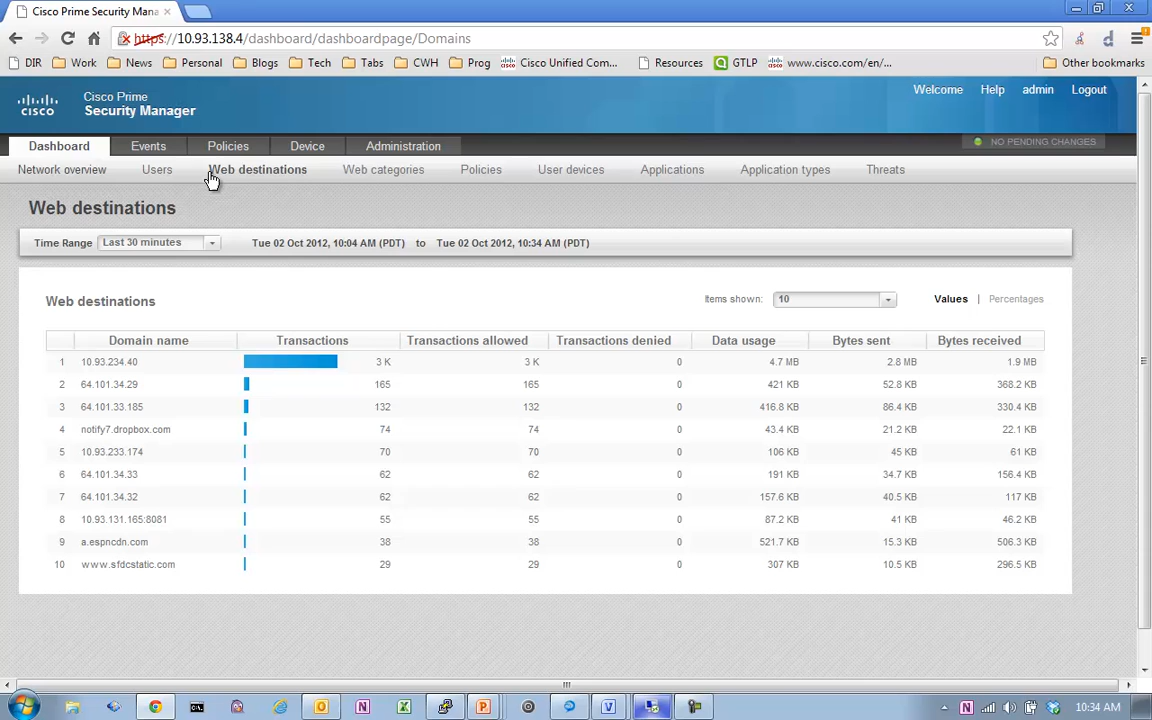 Cisco Prime Security Mana
https://10.93.138.4/dashboard/dashboardpage/Domains
DIR Work News Personal Blogs Tech Tabs CWH Prog Cisco Unified Com... Resources GTLP www.cisco.com/en/... Other bookmarks
CISCO
Cisco Prime
Security Manager
Welcome Help admin Logout
Dashboard Events Policies Device Administration NO PENDING CHANGES
Network overview Users Web destinations Web categories Policies User devices Applications Application types Threats
Web destinations
Time Range Last 30 minutes Tue 02 Oct 2012, 10:04 AM (PDT) to Tue 02 Oct 2012, 10:34 AM (PDT)
Web destinations Items shown: 10 Values | Percentages
Domain name Transactions Transactions allowed Transactions denied Data usage Bytes sent Bytes received
1 10.93.234.40 3 K 3 K 0 4.7 MB 2.8 MB 1.9 MB
2 64.101.34.29 165 165 0 421 KB 52.8 KB 368.2 KB
3 64.101.33.185 132 132 0 416.8 KB 86.4 KB 330.4 KB
4 notify7.dropbox.com 74 74 0 43.4 KB 21.2 KB 22.1 KB
5 10.93.233.174 70 70 0 106 KB 45 KB 61 KB
6 64.101.34.33 62 62 0 191 KB 34.7 KB 156.4 KB
7 64.101.34.32 62 62 0 157.6 KB 40.5 KB 117 KB
8 10.93.131.165:8081 55 55 0 87.2 KB 41 KB 46.2 KB
9 a.espncdn.com 38 38 0 521.7 KB 15.3 KB 506.3 KB
10 www.sfdcstatic.com 29 29 0 307 KB 10.5 KB 296.5 KB
10:34 AM